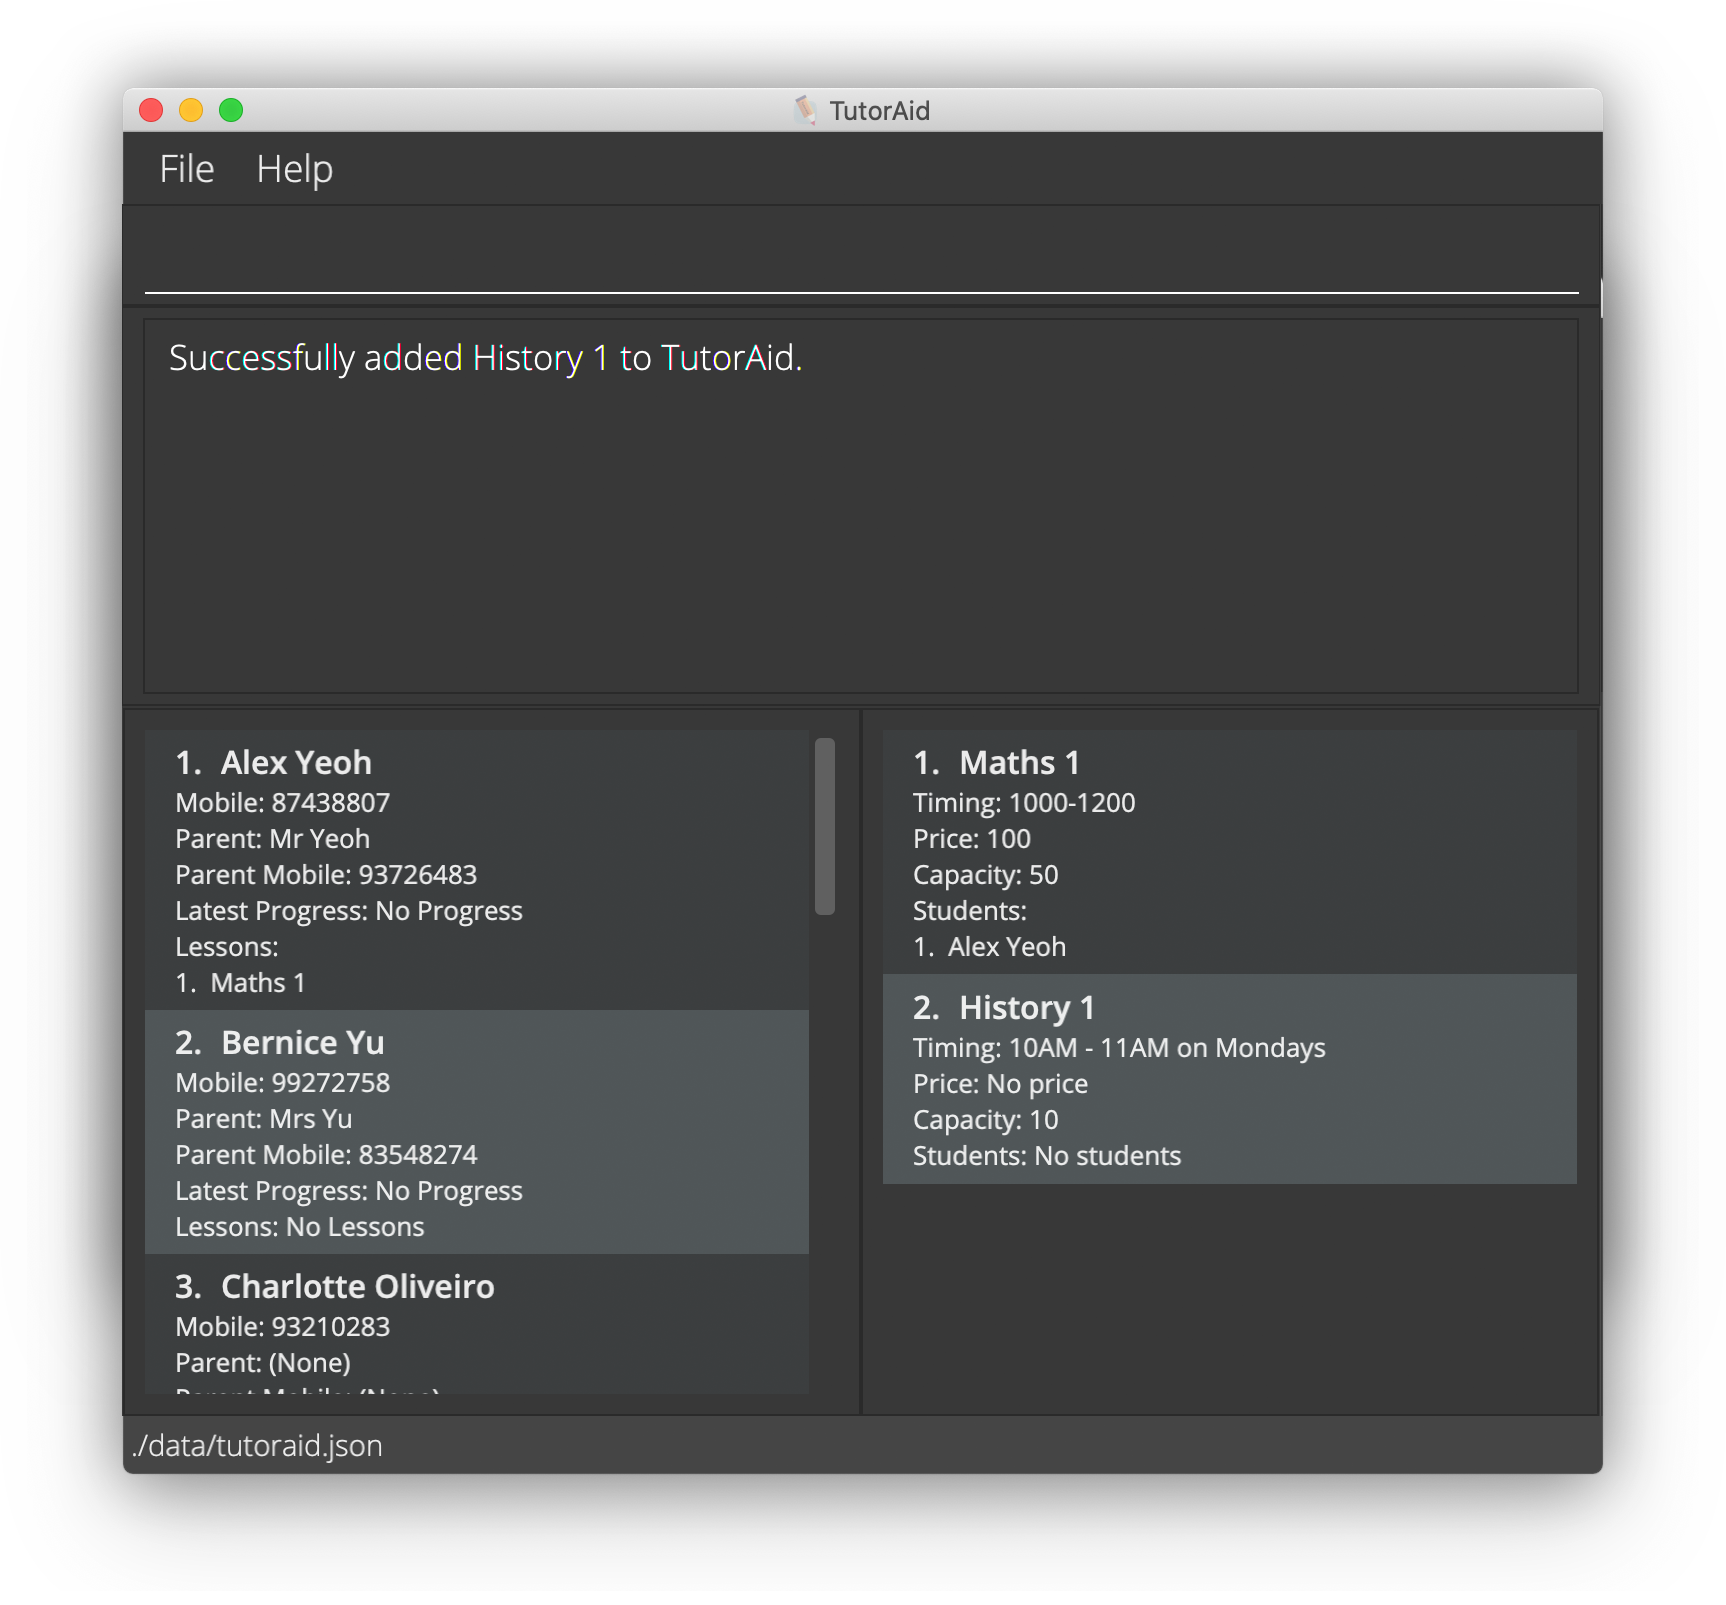 TutorAid
File Help
Successfully added History 1 to TutorAid.
1. Alex Yeoh
Mobile: 87438807
Parent: Mr Yeoh
Parent Mobile: 93726483
Latest Progress: No Progress
Lessons:
1. Maths 1
2. Bernice Yu
Mobile: 99272758
Parent: Mrs Yu
Parent Mobile: 83548274
Latest Progress: No Progress
Lessons: No Lessons
3. Charlotte Oliveiro
Mobile: 93210283
Parent: (None)
Parent Mobile: (None)
1. Maths 1
Timing: 1000-1200
Price: 100
Capacity: 50
Students:
1. Alex Yeoh
2. History 1
Timing: 10AM - 11AM on Mondays
Price: No price
Capacity: 10
Students: No students
./data/tutoraid.json